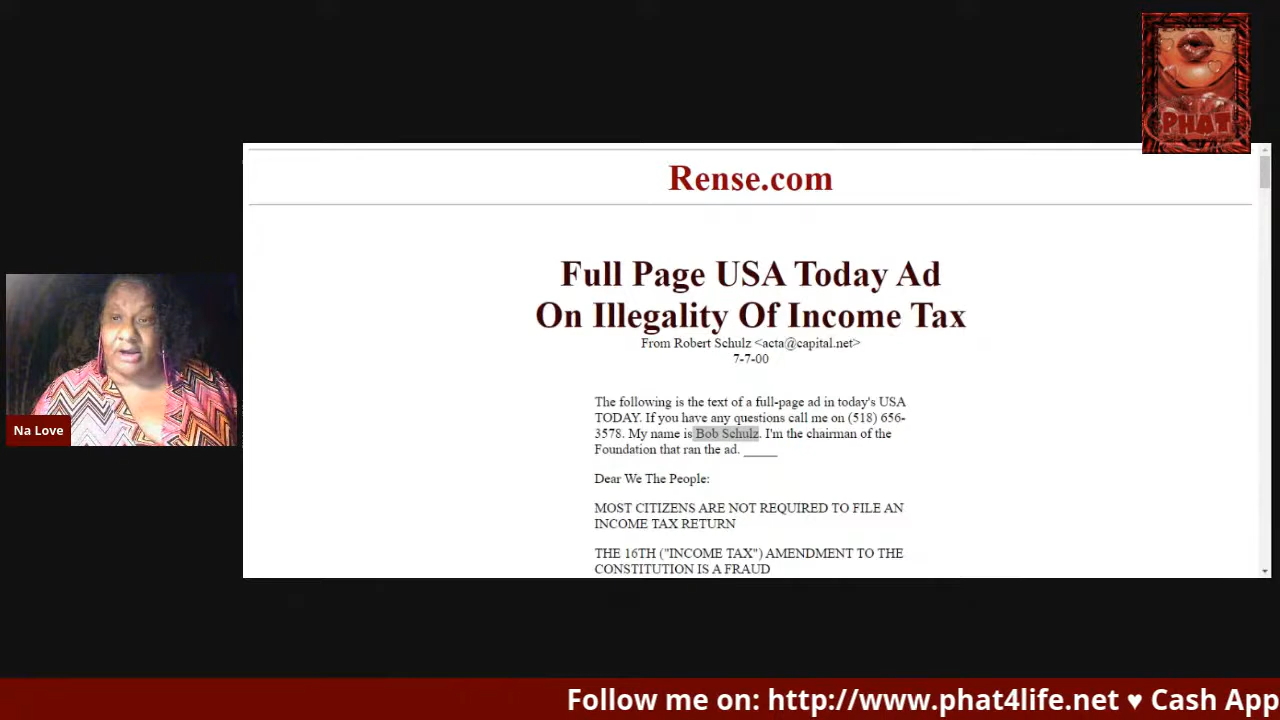 PHAT
Rense.com
Full Page USA Today Ad
On Illegality Of Income Tax
From Robert Schulz <acta@capital.net>
7-7-00
The following is the text of a full-page ad in today's USA
TODAY. If you have any questions call me on (518) 656-
3578. My name is Bob Schulz. I'm the chairman of the
Foundation that ran the ad. _____
Dear We The People:
MOST CITIZENS ARE NOT REQUIRED TO FILE AN
INCOME TAX RETURN
THE 16TH ("INCOME TAX") AMENDMENT TO THE
CONSTITUTION IS A FRAUD
Na Love
Follow me on: http://www.phat4life.net ♥ Cash App